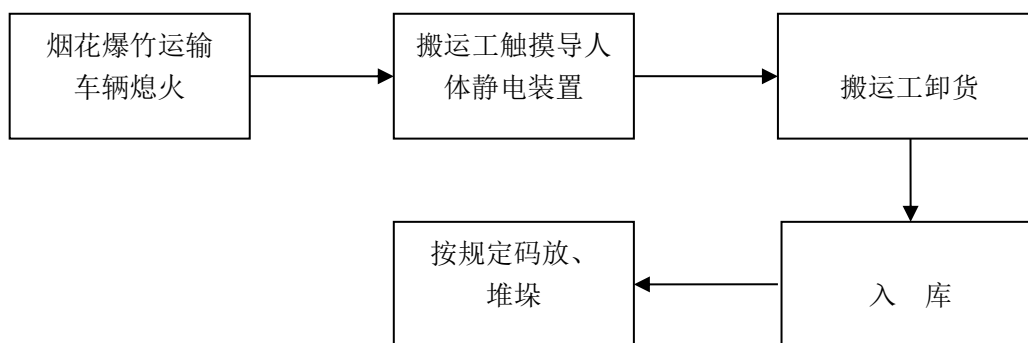 烟花爆竹运输
车辆熄火
搬运工触摸导人
体静电装置
搬运工卸货
按规定码放、
堆垛
入 库